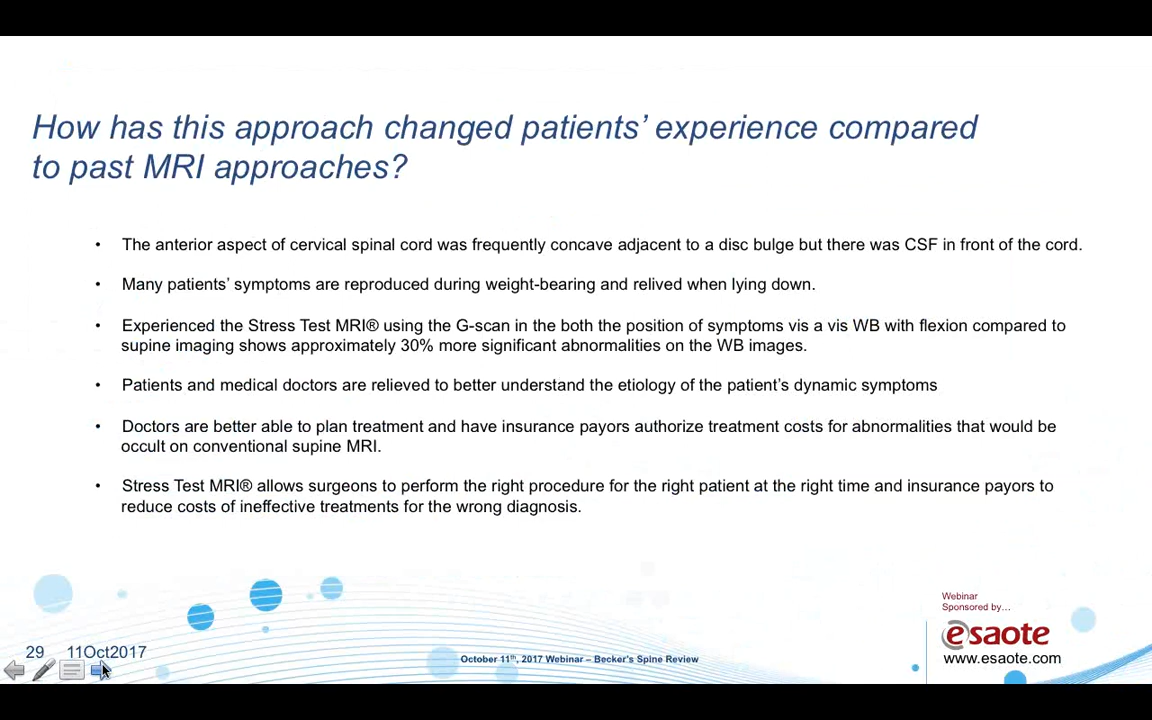 How has this approach changed patients’ experience compared
to past MRI approaches?
• The anterior aspect of cervical spinal cord was frequently concave adjacent to a disc bulge but there was CSF in front of the cord.
• Many patients’ symptoms are reproduced during weight-bearing and relived when lying down.
• Experienced the Stress Test MRI® using the G-scan in the both the position of symptoms vis a vis WB with flexion compared to
supine imaging shows approximately 30% more significant abnormalities on the WB images.
• Patients and medical doctors are relieved to better understand the etiology of the patient’s dynamic symptoms
• Doctors are better able to plan treatment and have insurance payors authorize treatment costs for abnormalities that would be
occult on conventional supine MRI.
• Stress Test MRI® allows surgeons to perform the right procedure for the right patient at the right time and insurance payors to
reduce costs of ineffective treatments for the wrong diagnosis.
Webinar
Sponsored by…
esaote
www.esaote.com
29 11Oct2017
October 11th, 2017 Webinar – Becker's Spine Review